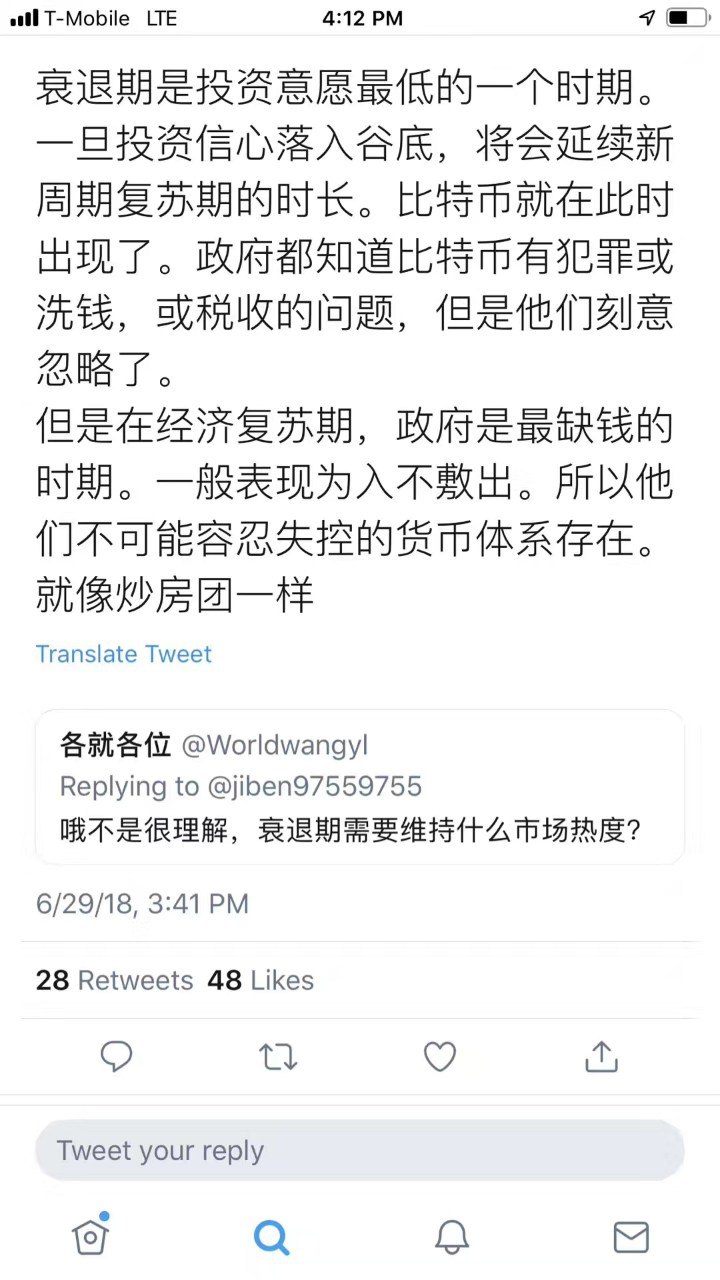 T-Mobile LTE 4:12 PM
衰退期是投资意愿最低的一个时期。
一旦投资信心落入谷底，将会延续新
周期复苏期的时长。比特币就在此时
出现了。政府都知道比特币有犯罪或
洗钱，或税收的问题，但是他们刻意
忽略了。
但是在经济复苏期，政府是最缺钱的
时期。一般表现为入不敷出。所以他
们不可能容忍失控的货币体系存在。
就像炒房团一样
Translate Tweet
各就各位 @Worldwangyl
Replying to @jiben97559755
哦不是很理解，衰退期需要维持什么市场热度？
6/29/18, 3:41 PM
28 Retweets 48 Likes
Tweet your reply